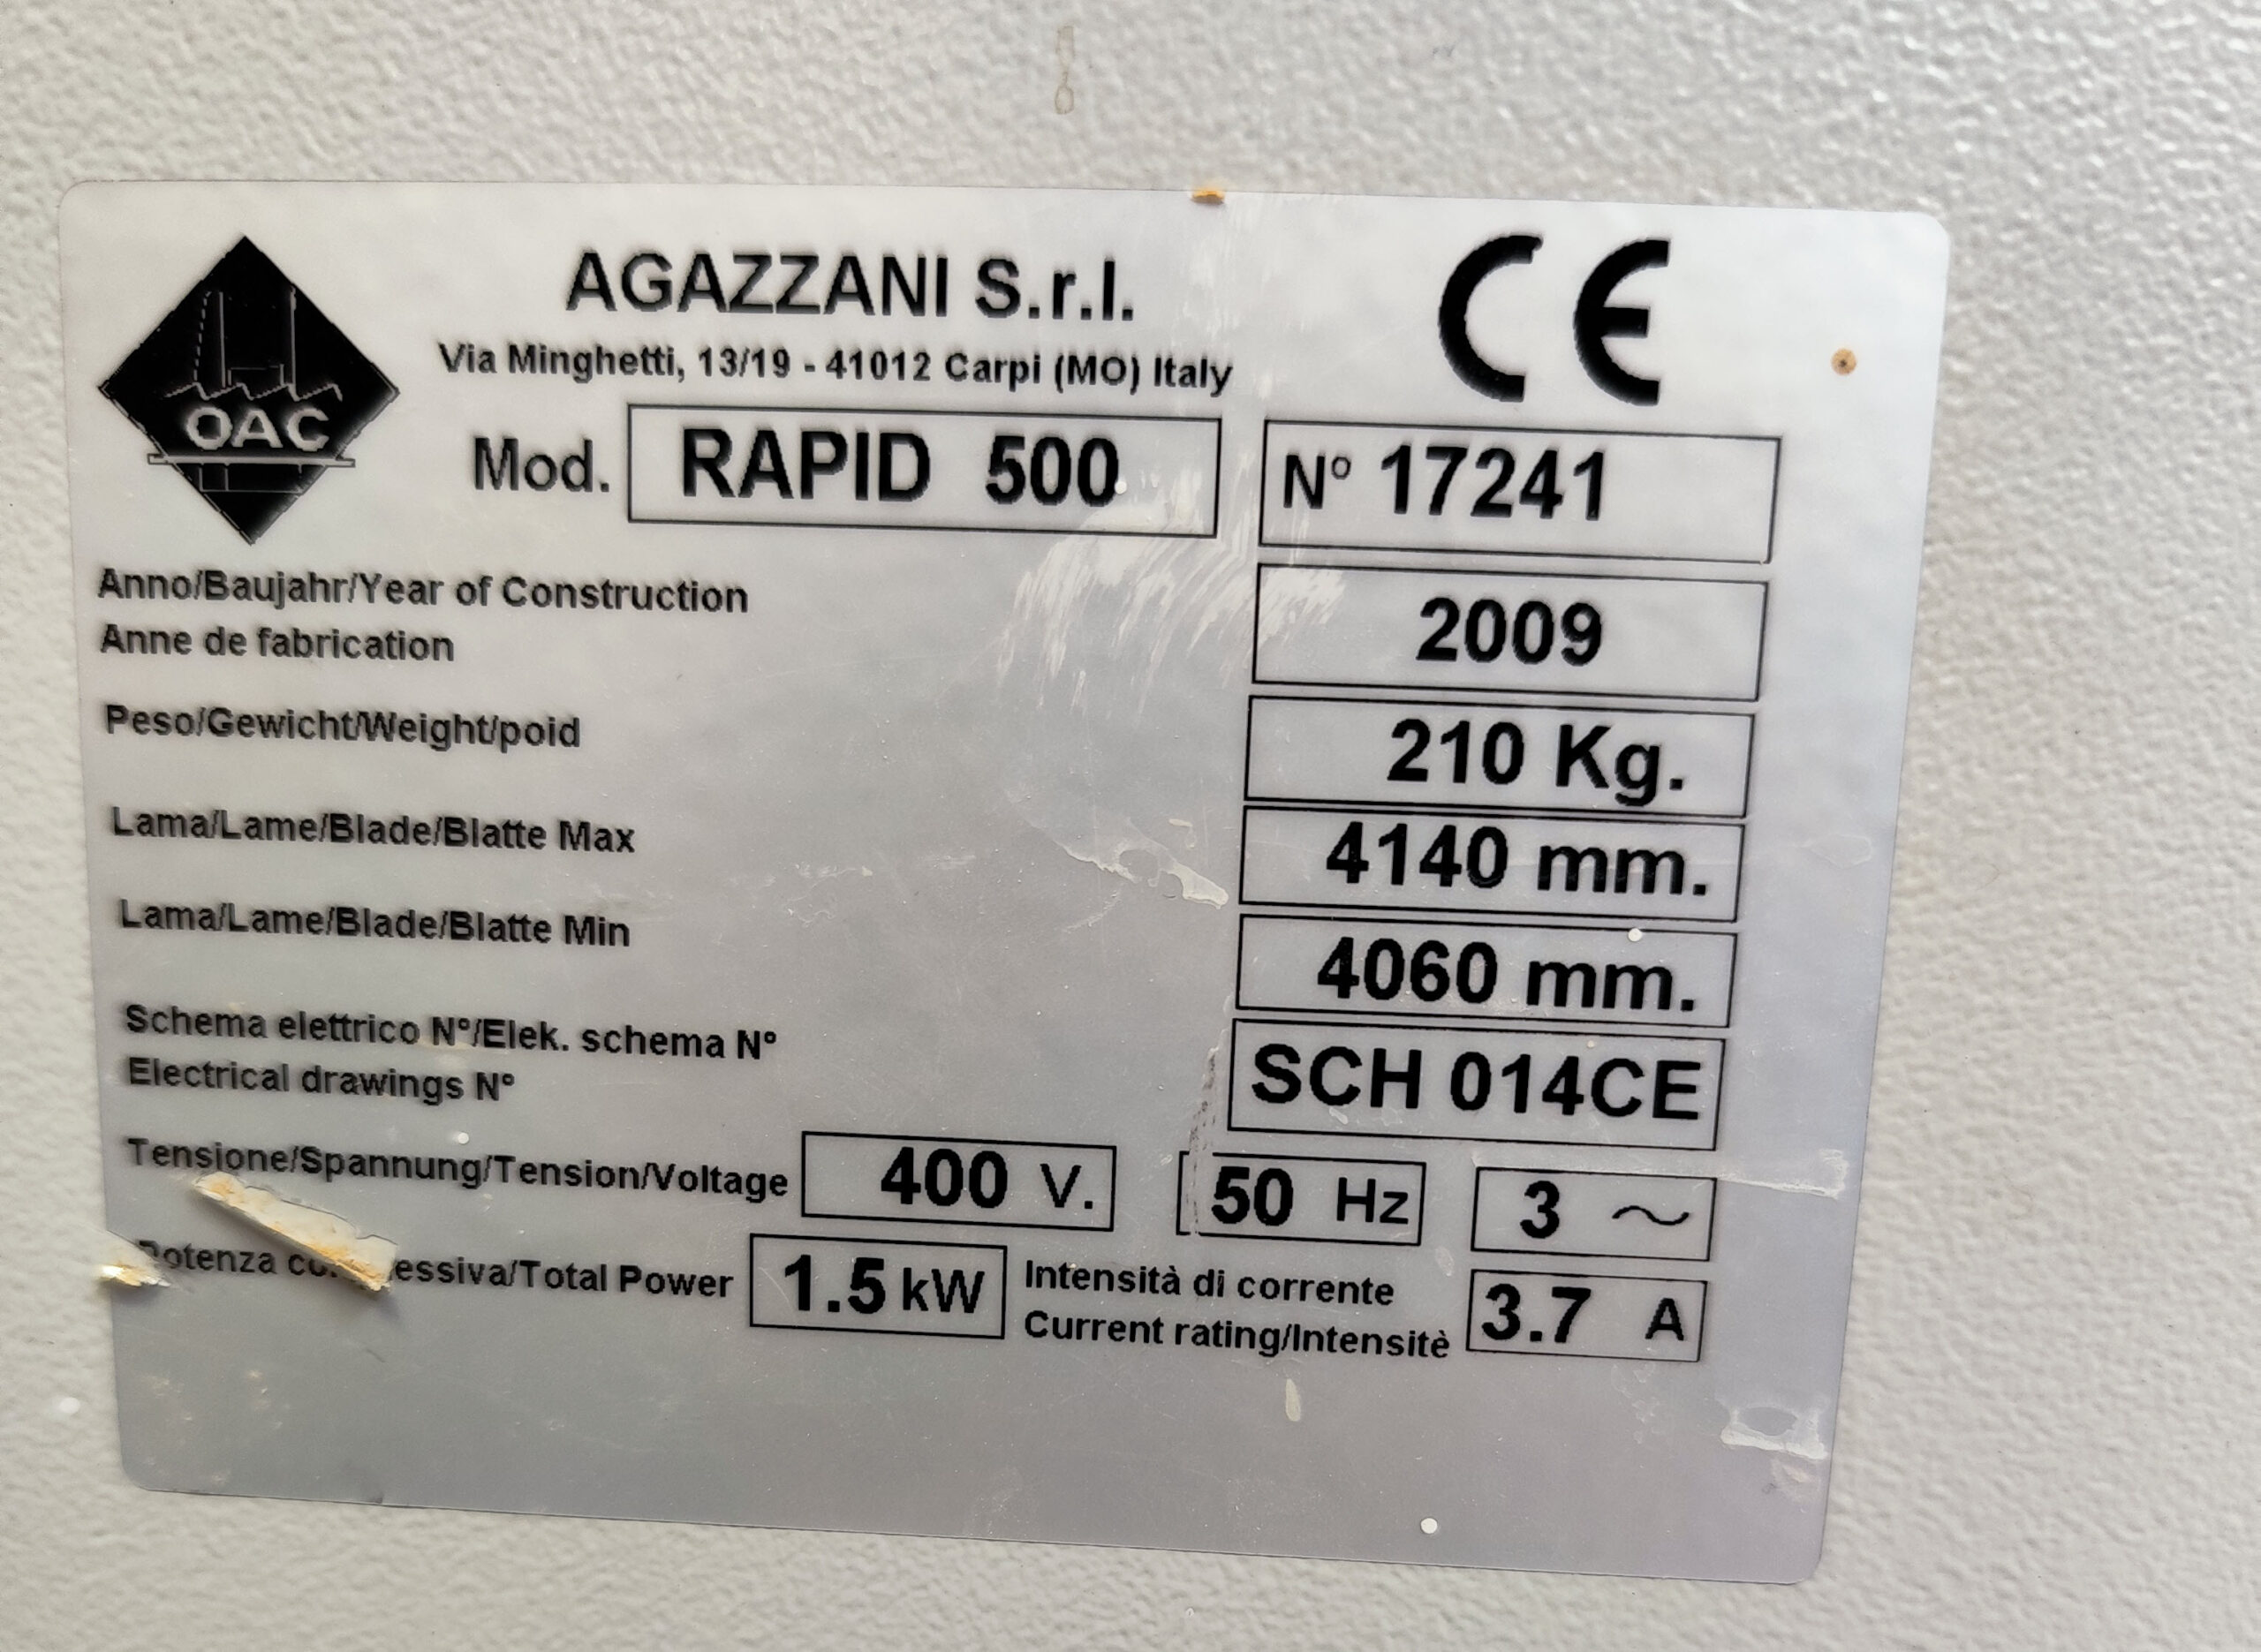 AGAZZANI S.r.l.
CE
Via Minghetti, 13/19 - 41012 Carpi (MO) Italy
OAC
Mod. RAPID 500 N° 17241
Anno/Baujahr/Year of Construction
Anne de fabrication
2009
Peso/Gewicht/Weight/poid 210 Kg.
Lama/Lame/Blade/Blatte Max 4140 mm.
Lama/Lame/Blade/Blatte Min 4060 mm.
Schema elettrico N°/Elek. schema N°
Electrical drawings N°
SCH 014CE
Tensione/Spannung/Tension/Voltage 400 V. 50 Hz 3 ~
Potenza /Total Power 1.5 kW Intensità di corrente
Current rating/Intensitè 3.7 A